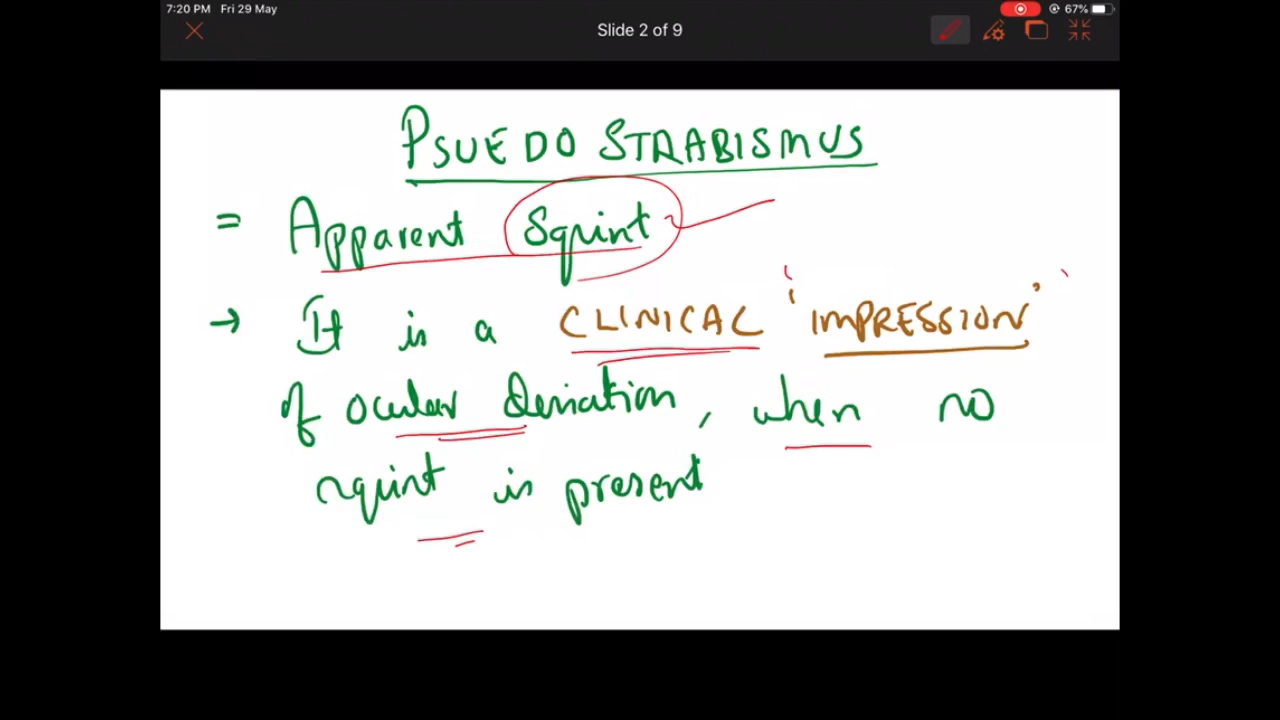 7:20 PM Fri 29 May
67%
Slide 2 of 9
PSUEDO STRABISMUS
= Apparent Squint
→ It is a CLINICAL 'IMPRESSION'
of ocular Deviation, when no
squint is present